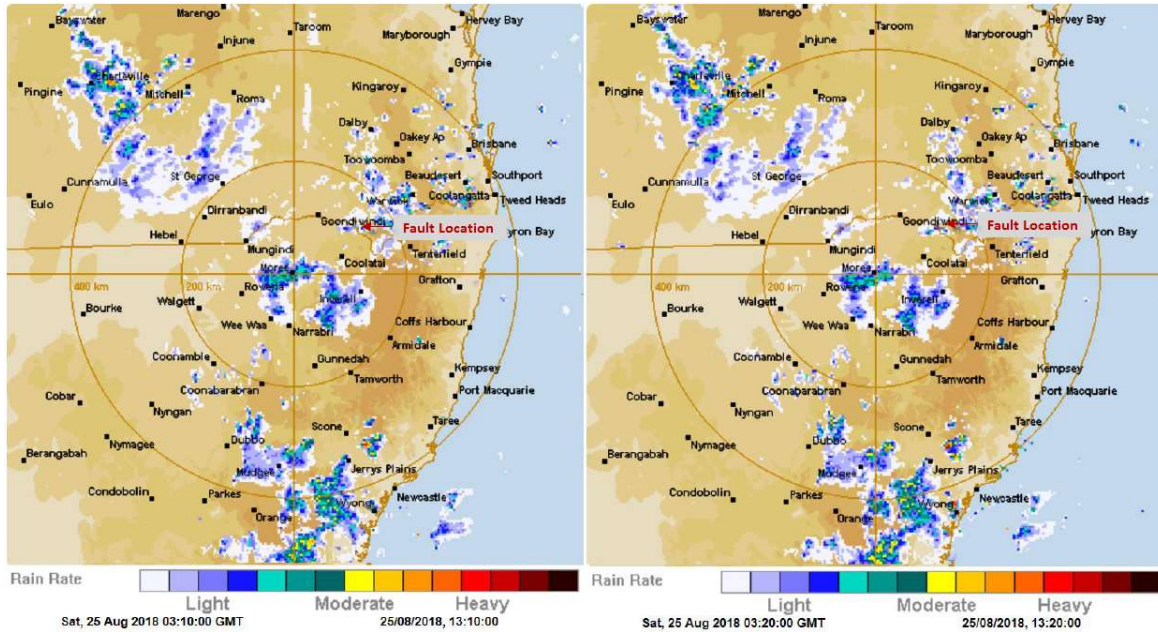 Marengo
Taroom
Hervey Bay
Bayswater
Maryborough
Injune
Gympie
Charleville
Pingine
Mitchell
Roma
Kingaroy
Dalby
Oakey Ap
Toowoomba
Brisbane
Cunnamulla
St George
Beaudesert
Southport
Eulo
Warwick
Coolangatta
Tweed Heads
Dirranbandi
Goondiwindi
Fault Location
yron Bay
Hebel
Mungindi
Tenterfield
Coolatai
Moree
400 km
200 km
Rowena
Inverell
Grafton
Bourke
Walgett
Wee Waa
Narrabri
Coffs Harbour
Armidale
Coonamble
Gunnedah
Tamworth
Kempsey
Coonabarabran
Port Macquarie
Cobar
Nyngan
Taree
Scone
Nymagee
Dubbo
Berangabah
Mudgee
Jerrys Plains
Condobolin
Parkes
Newcastle
Orange
Wyong
Rain Rate
Light
Moderate
Heavy
Sat, 25 Aug 2018 03:10:00 GMT
25/08/2018, 13:10:00
Marengo
Taroom
Hervey Bay
Bayswater
Maryborough
Injune
Gympie
Charleville
Pingine
Mitchell
Roma
Kingaroy
Dalby
Oakey Ap
Toowoomba
Brisbane
Cunnamulla
St George
Beaudesert
Southport
Eulo
Warwick
Coolangatta
Tweed Heads
Dirranbandi
Goondiwindi
Fault Location
yron Bay
Hebel
Mungindi
Tenterfield
Coolatai
Moree
400 km
200 km
Rowena
Inverell
Grafton
Bourke
Walgett
Wee Waa
Narrabri
Coffs Harbour
Armidale
Coonamble
Gunnedah
Tamworth
Kempsey
Coonabarabran
Port Macquarie
Cobar
Nyngan
Taree
Scone
Nymagee
Dubbo
Berangabah
Mudgee
Jerrys Plains
Condobolin
Parkes
Newcastle
Orange
Wyong
Rain Rate
Light
Moderate
Heavy
Sat, 25 Aug 2018 03:20:00 GMT
25/08/2018, 13:20:00